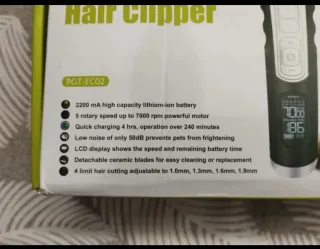 Hair Clipper
PGT-EC02
2200 mA high capacity lithiom-ion battery
5 rotary speed up to 7000 rpm powerful motor
Quick charging 4 hrs, operation over 240 minutes
Low noise of only 50dB prevents pets from frightening
LCD display shows the speed and remaining battery time
Detachable ceramic blades for easy cleaning or replacement
4 limit hair cutting adjustable to 1.0mm, 1.3mm, 1.6mm, 1.9mm
7000
186